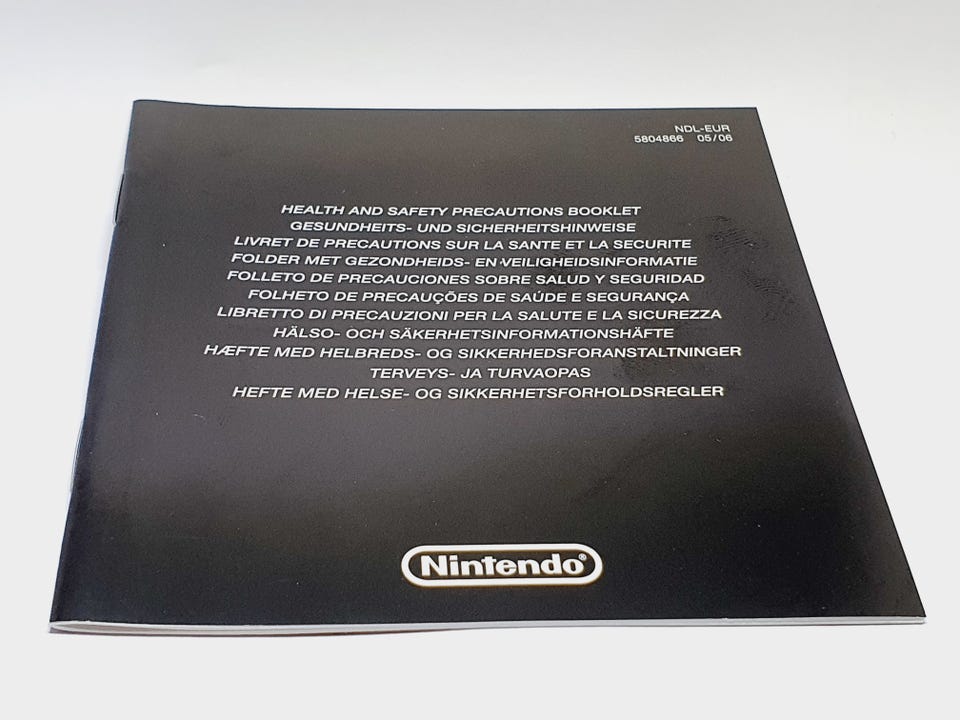 NDL-EUR
5804866 05/06
HEALTH AND SAFETY PRECAUTIONS BOOKLET
GESUNDHEITS- UND SICHERHEITSHINWEISE
LIVRET DE PRECAUTIONS SUR LA SANTE ET LA SECURITE
FOLDER MET GEZONDHEIDS- EN VEILIGHEIDSINFORMATIE
FOLLETO DE PRECAUCIONES SOBRE SALUD Y SEGURIDAD
FOLHETO DE PRECAUÇÕES DE SAÚDE E SEGURANÇA
LIBRETTO DI PRECAUZIONI PER LA SALUTE E LA SICUREZZA
HÄLSO- OCH SÄKERHETSINFORMATIONSHÄFTE
HÆFTE MED HELBREDS- OG SIKKERHEDSFORANSTALTNINGER
TERVEYS- JA TURVAOPAS
HEFTE MED HELSE- OG SIKKERHETSFORHOLDSREGLER
Nintendo®